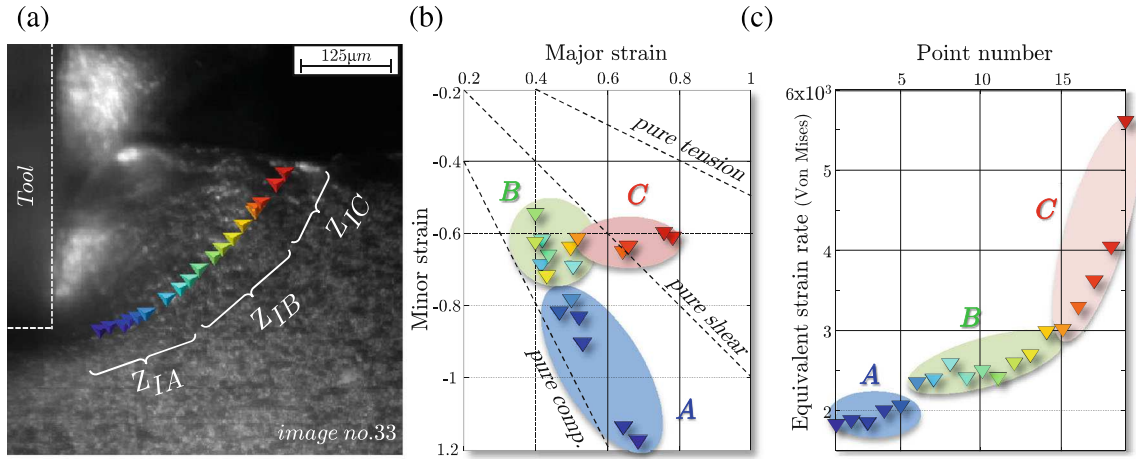 (a)
125μm
Tool
Z_IC
Z_IB
Z_IA
image no.33
(b)
Major strain
0.2 0.4 0.6 0.8 1
Minor strain
-0.2
-0.4
-0.6
-0.8
-1
1.2
pure tension
pure shear
pure comp.
B
C
A
(c)
Point number
5 10 15
Equivalent strain rate (Von Mises)
6x10³
5
4
3
2
A
B
C